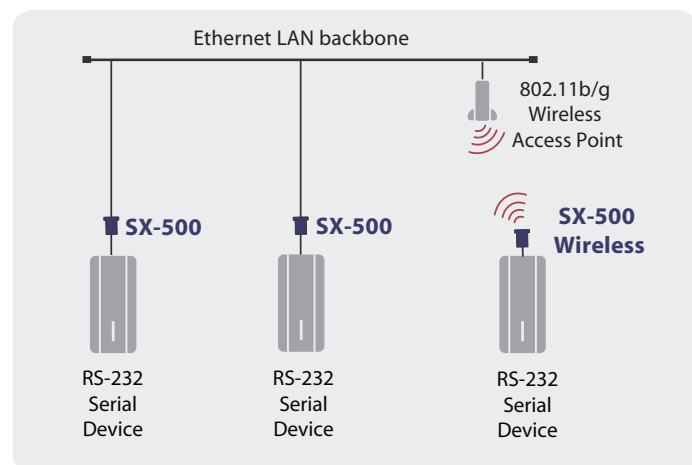 Ethernet LAN backbone
802.11b/g
Wireless
Access Point
SX-500
SX-500
SX-500
Wireless
RS-232
Serial
Device
RS-232
Serial
Device
RS-232
Serial
Device